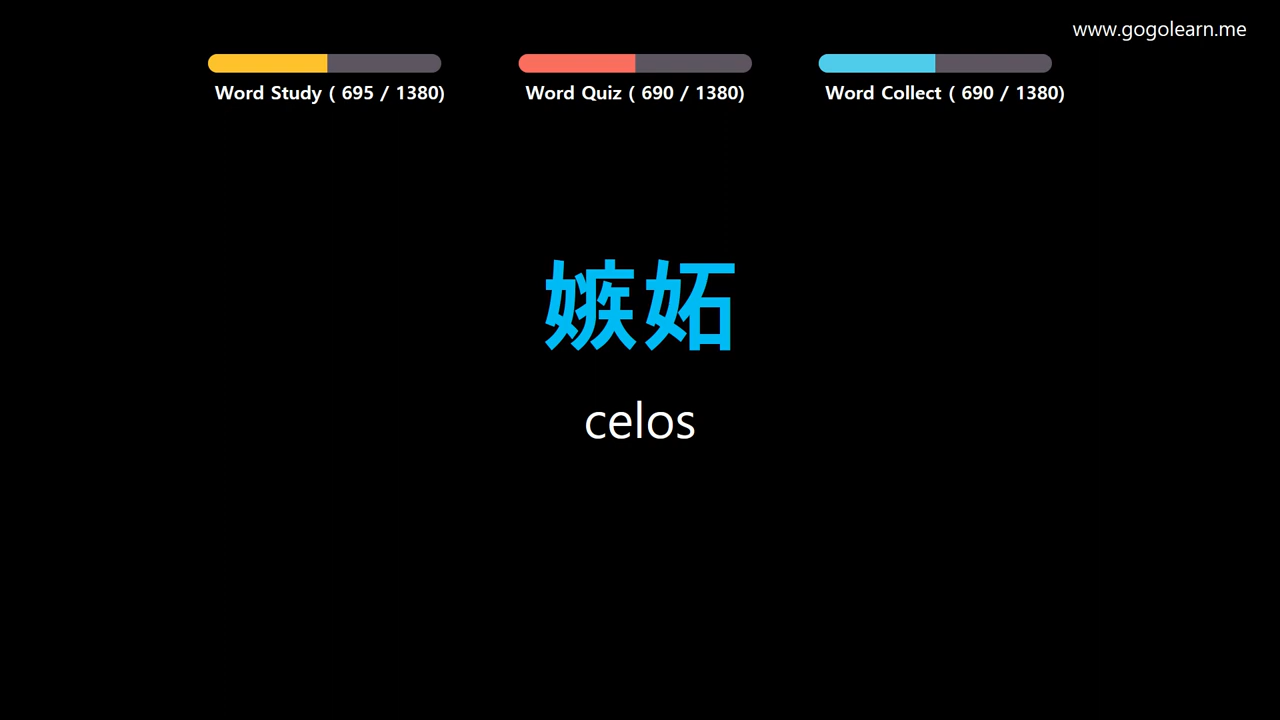 www.gogolearn.me
Word Study ( 695 / 1380)
Word Quiz ( 690 / 1380)
Word Collect ( 690 / 1380)
嫉妬
celos